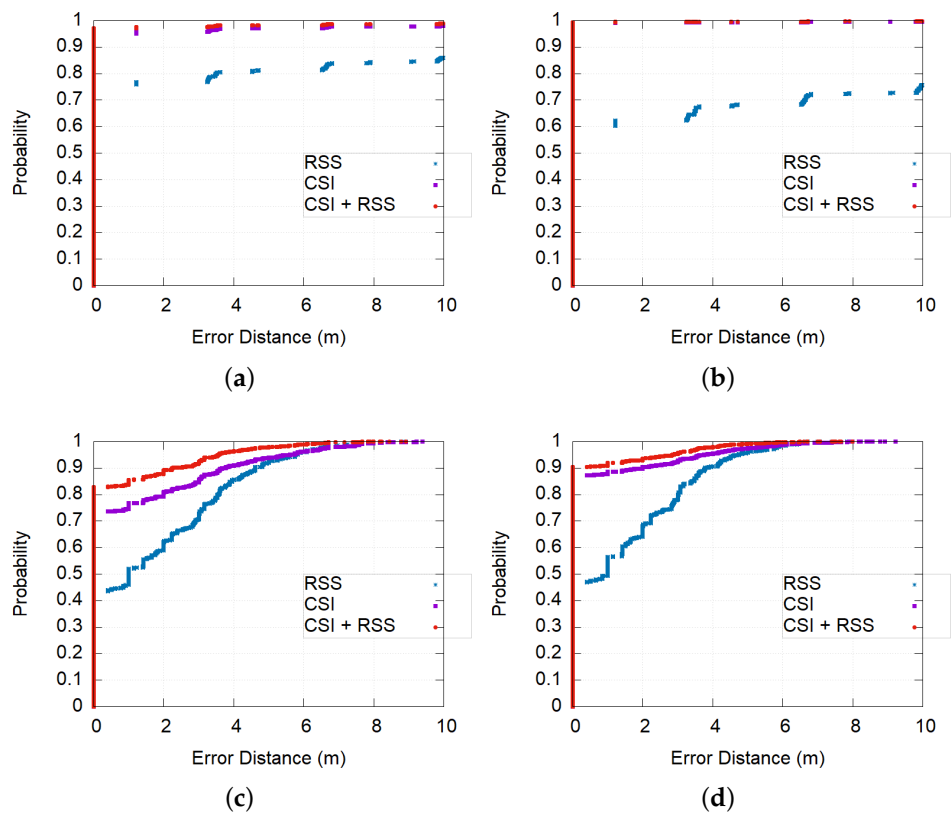 1
0.9
0.8
0.7
0.6
0.5
0.4
0.3
0.2
0.1
0
Probability
RSS
CSI
CSI + RSS
0 2 4 6 8 10
Error Distance (m)
(a)
1
0.9
0.8
0.7
0.6
0.5
0.4
0.3
0.2
0.1
0
Probability
RSS
CSI
CSI + RSS
0 2 4 6 8 10
Error Distance (m)
(b)
1
0.9
0.8
0.7
0.6
0.5
0.4
0.3
0.2
0.1
0
Probability
RSS
CSI
CSI + RSS
0 2 4 6 8 10
Error Distance (m)
(c)
1
0.9
0.8
0.7
0.6
0.5
0.4
0.3
0.2
0.1
0
Probability
RSS
CSI
CSI + RSS
0 2 4 6 8 10
Error Distance (m)
(d)